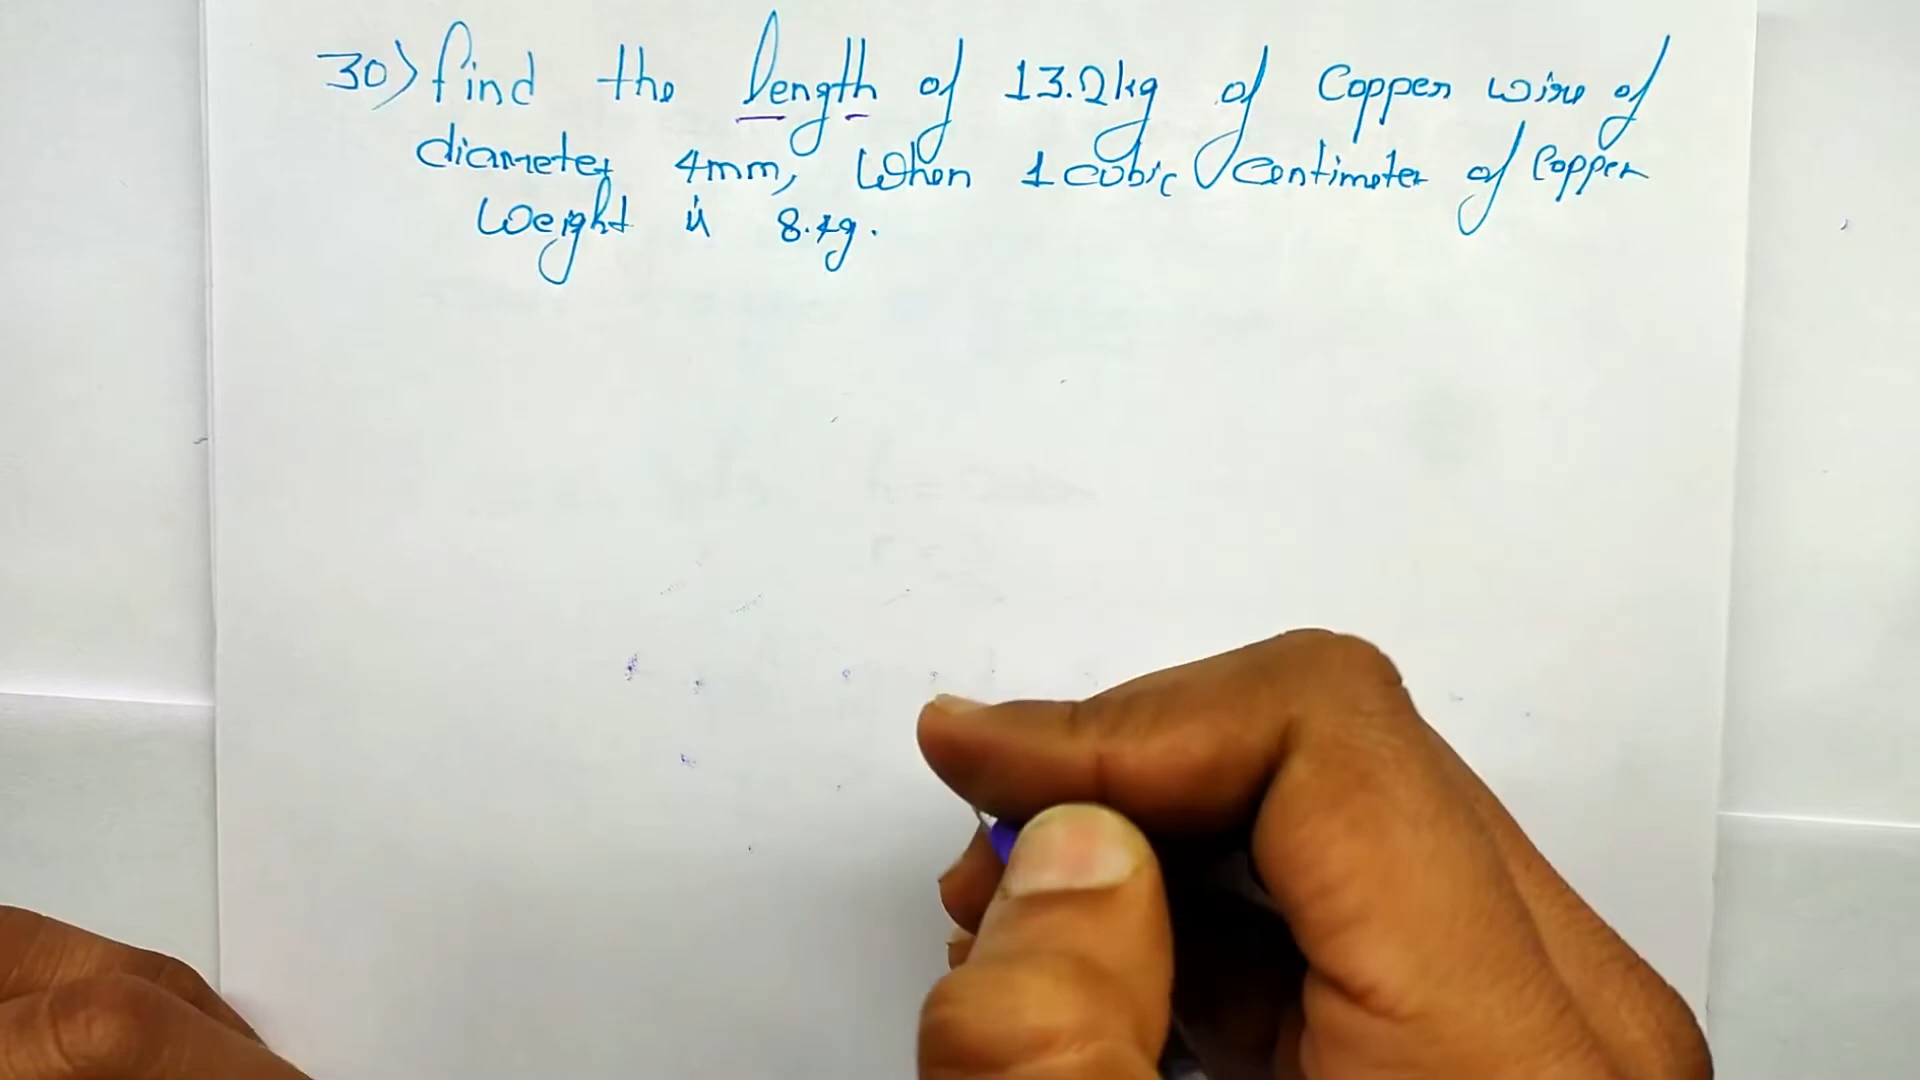 30) find the length of 13.2kg of Copper wire of
diameter 4mm, When 1 cubic Centimeter of Copper
Weight is 8.4g.